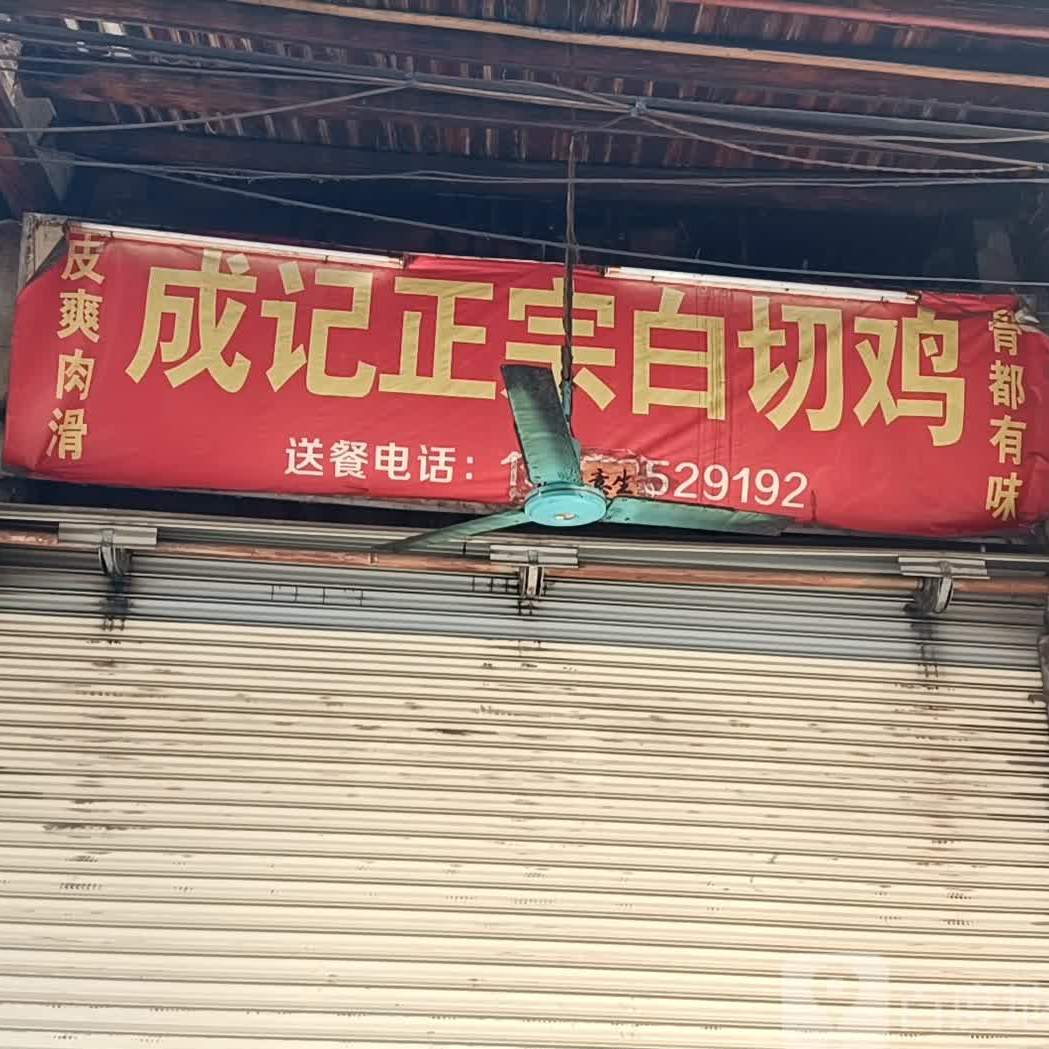 皮爽肉滑
成记正宗白切鸡
骨都有味
送餐电话：1
529192